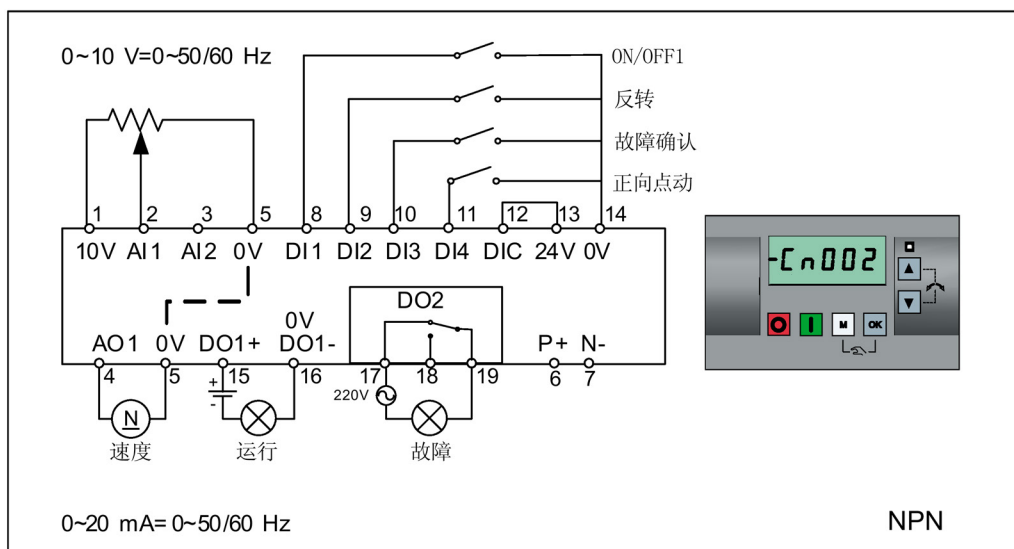 0~10 V=0~50/60 Hz
ON/OFF1
反转
故障确认
正向点动
1 2 3 5 8 9 10 11 12 13 14
10V AI1 AI2 0V DI1 DI2 DI3 DI4 DIC 24V 0V
-Cn002
M OK
DO2
0V
AO1 0V DO1+ DO1- P+ N-
4 5 15 16 17 18 19 6 7
+
-
220V
N
速度 运行 故障
0~20 mA=0~50/60 Hz
NPN